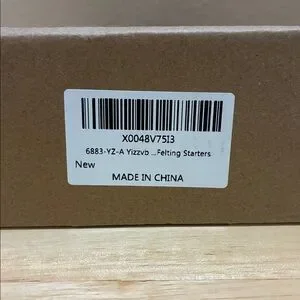 X0048V75I3
6883-YZ-A Yizzvb ...Felting Starters
New
MADE IN CHINA